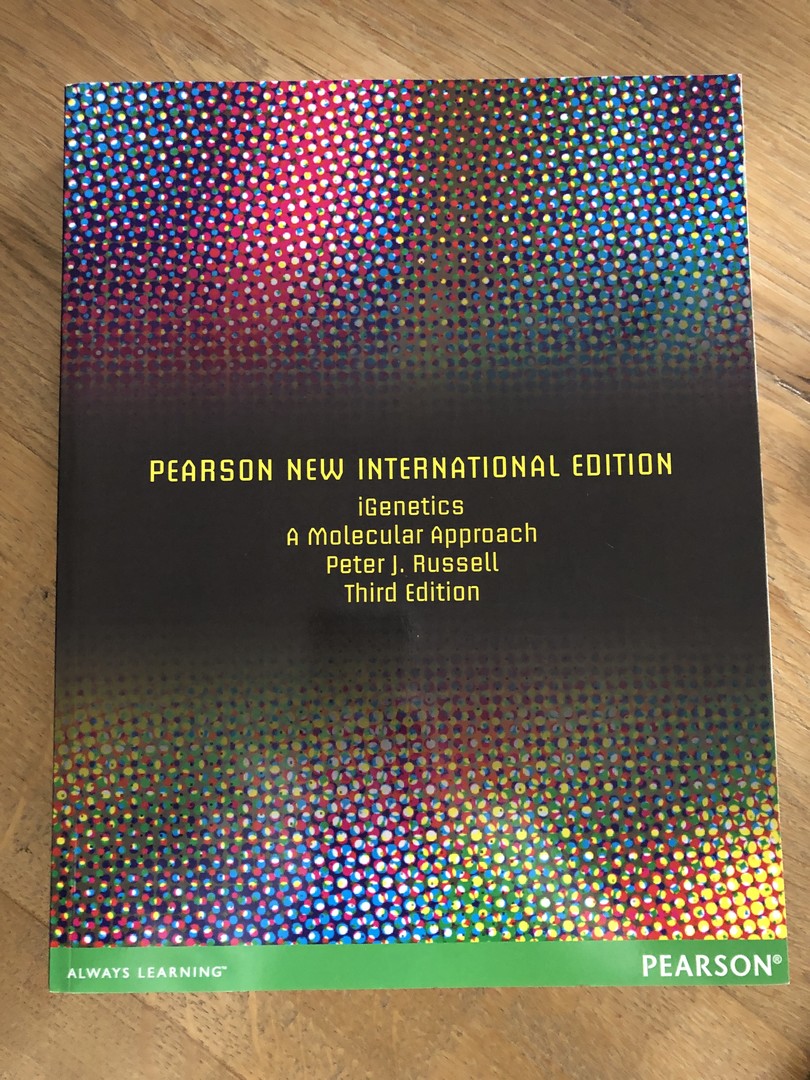 PEARSON NEW INTERNATIONAL EDITION
iGenetics
A Molecular Approach
Peter J. Russell
Third Edition
ALWAYS LEARNING™
PEARSON®